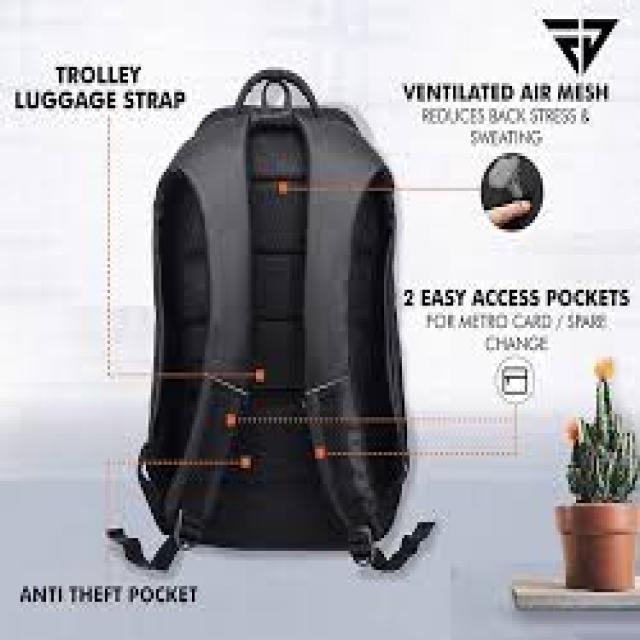 TROLLEY
LUGGAGE STRAP
VENTILATED AIR MESH
REDUCES BACK STRESS &
SWEATING
2 EASY ACCESS POCKETS
FOR METRO CARD / SPARE
CHANGE
ANTI THEFT POCKET